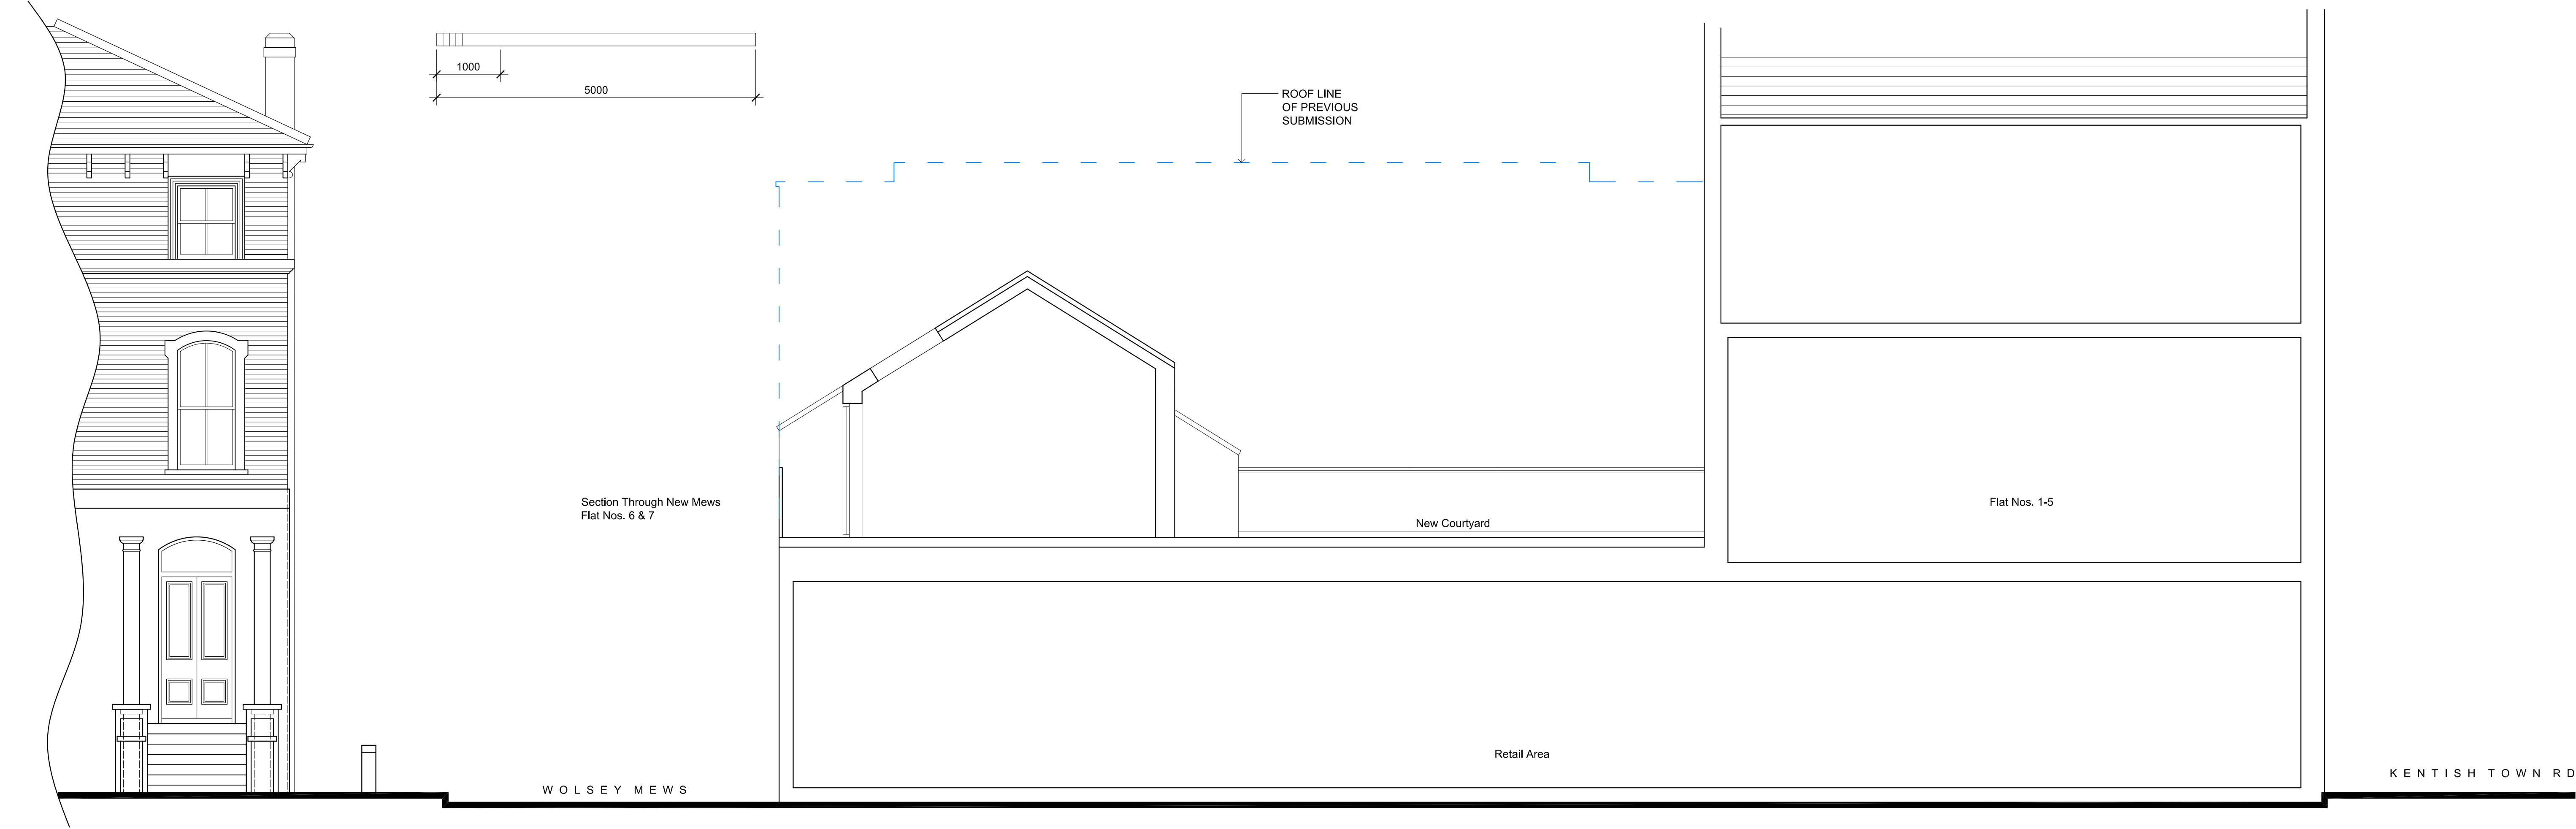 1000
5000
ROOF LINE
OF PREVIOUS
SUBMISSION
Section Through New Mews
Flat Nos. 6 & 7
New Courtyard
Flat Nos. 1-5
Retail Area
WOLSEY MEWS
KENTISH TOWN RD